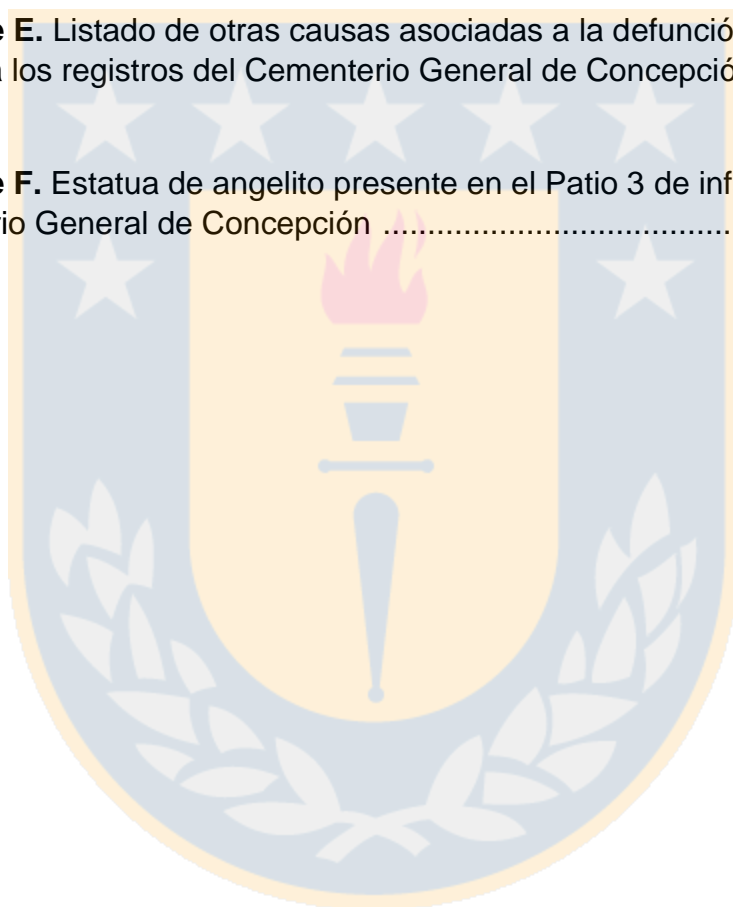 e E. Listado de otras causas asociadas a la defunció
a los registros del Cementerio General de Concepció
e F. Estatua de angelito presente en el Patio 3 de inf
rio General de Concepción ....................................